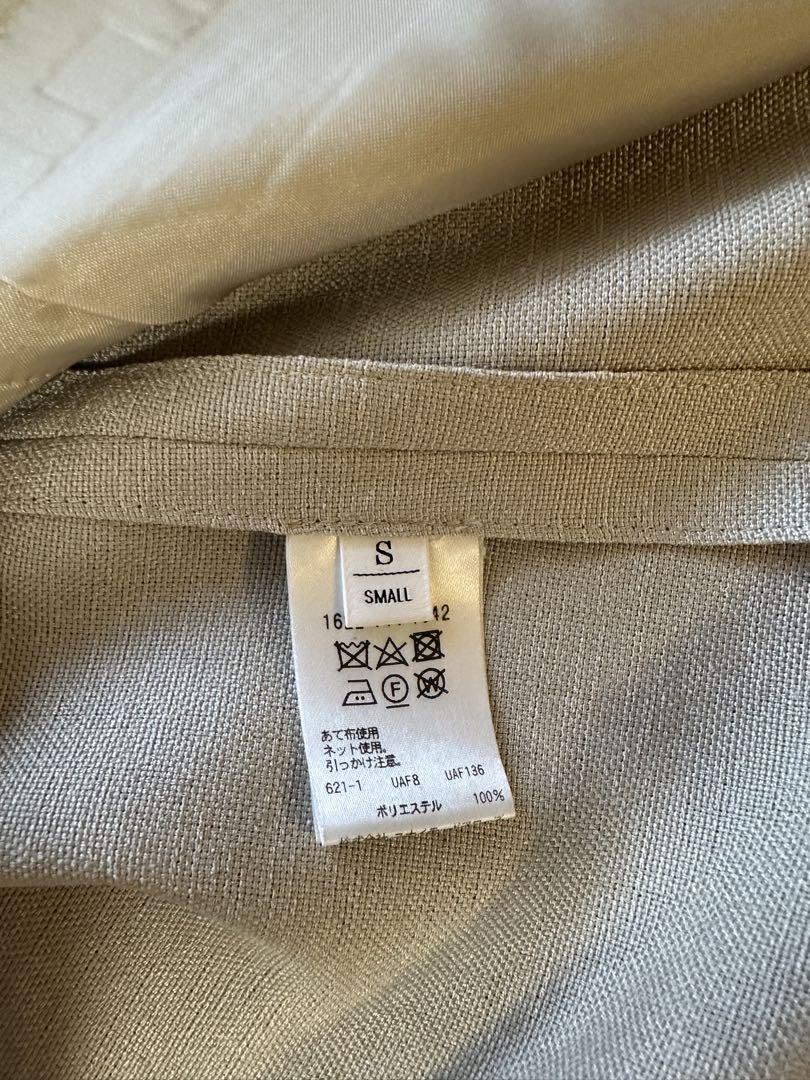 S
SMALL
あて布使用
ネット使用。
引っかけ注意。
621-1 UAF8 UAF136
ポリエステル 100%